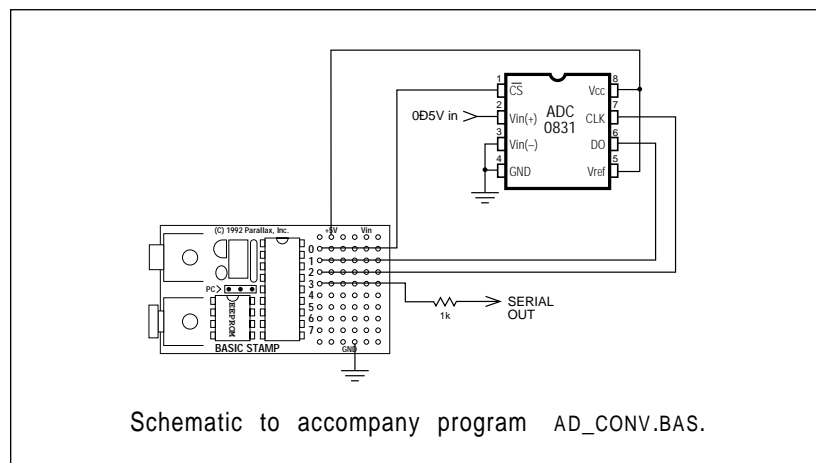 1 CS Vcc 8
0Ð5V in 2 Vin(+) ADC 0831 CLK 7
3 Vin(–) DO 6
4 GND Vref 5
(C) 1992 Parallax, Inc. +5V Vin
0
1
2
PC> 3
4
EEPROM 5
6
7
BASIC STAMP GND
1k
SERIAL
OUT
Schematic to accompany program AD_CONV.BAS.